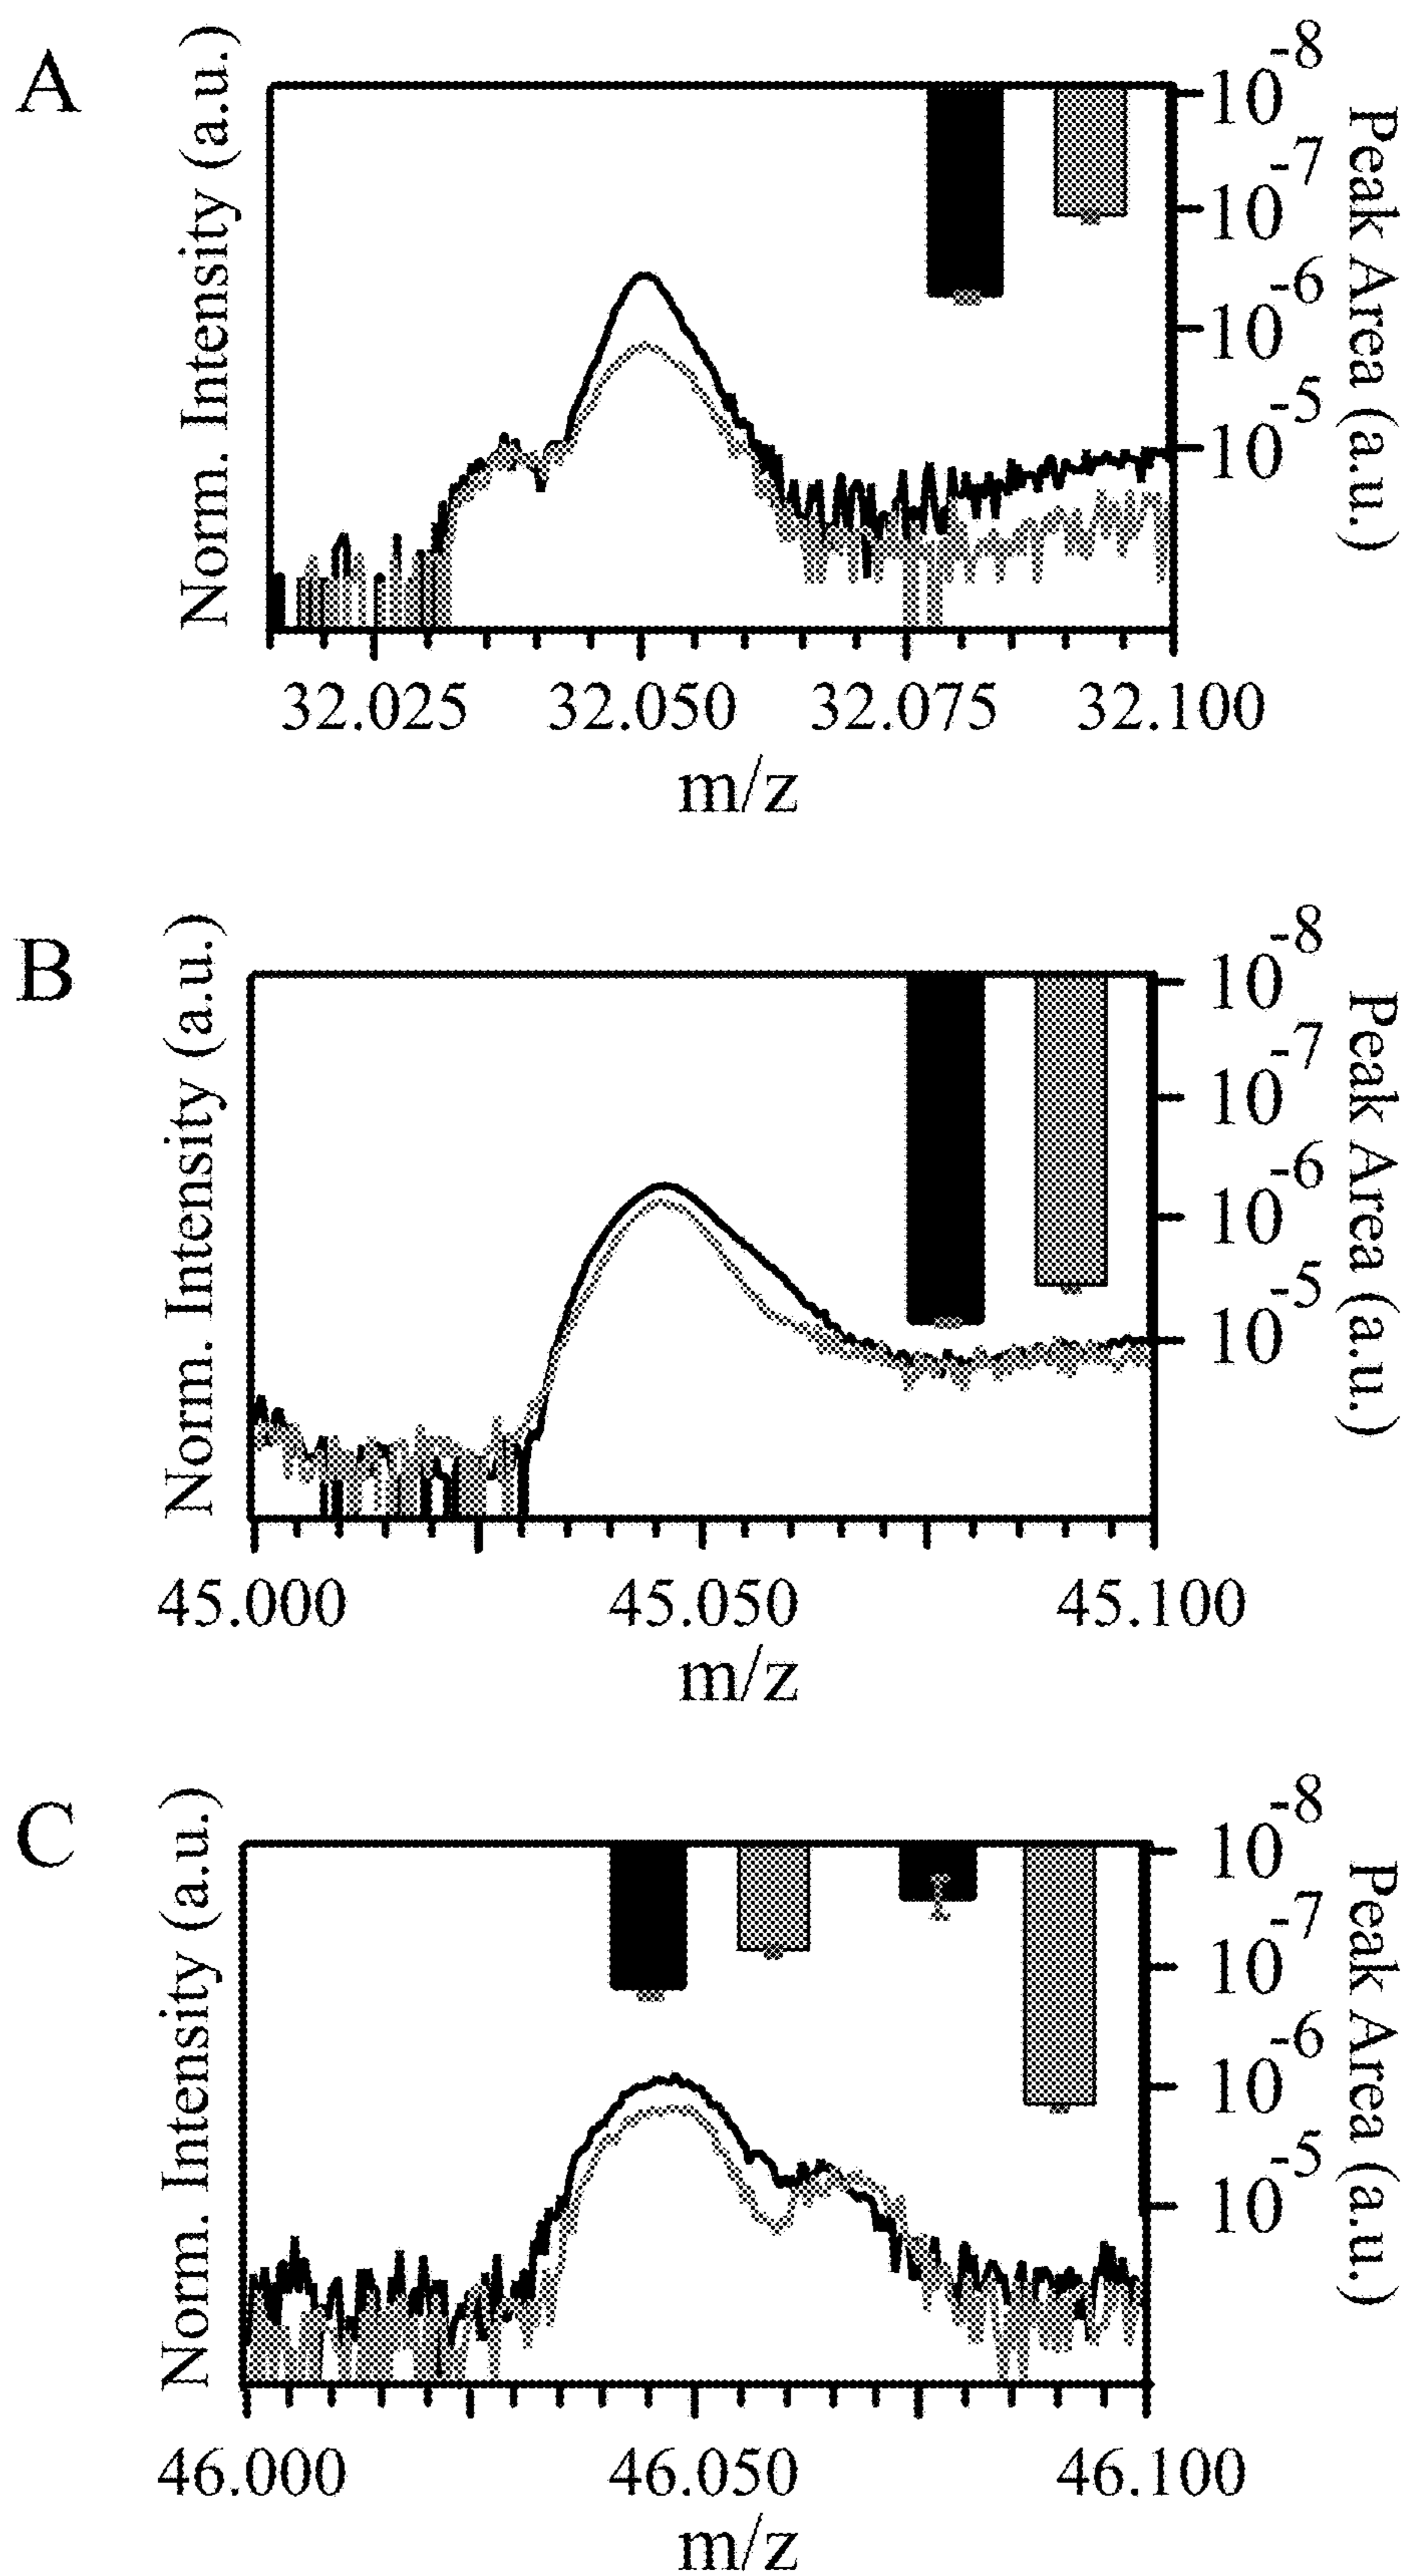 A
Norm. Intensity (a.u.)
10-8
10-7
10-6
10-5
Peak Area (a.u.)
32.025 32.050 32.075 32.100
m/z
B
Norm. Intensity (a.u.)
10-8
10-7
10-6
10-5
Peak Area (a.u.)
45.000 45.050 45.100
m/z
C
Norm. Intensity (a.u.)
10-8
10-7
10-6
10-5
Peak Area (a.u.)
46.000 46.050 46.100
m/z